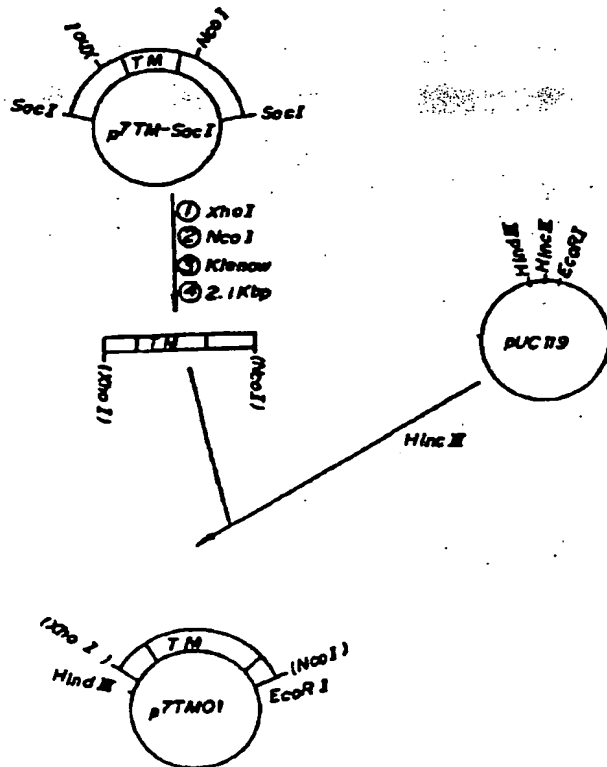 XhoI
TM
NcoI
SacI
SacI
p7TM-SacI
① XhoI
② NcoI
③ Klenow
④ 2.1Kbp
HindIII
HincII
EcoRI
pUC119
TM
(XhoI)
(NcoI)
HincII
(XhoI)
TM
(NcoI)
HindIII
EcoRI
p7TM01